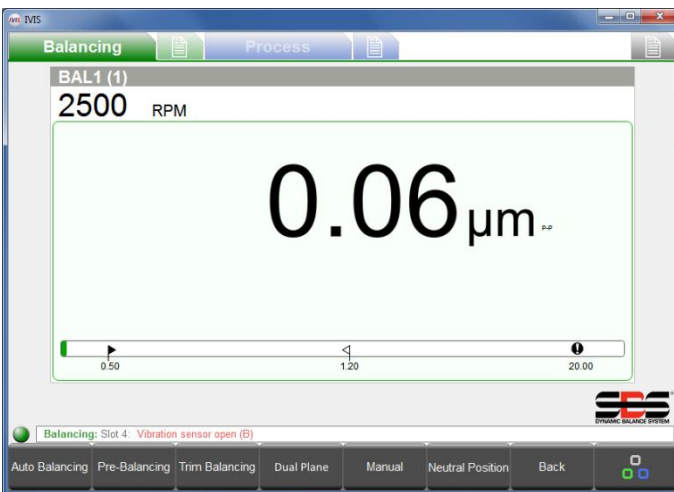 IVIS IVIS
Balancing Process
BAL1 (1)
2500 RPM
0.06 µm p-p
0.50 1.20 20.00
SBS
DYNAMIC BALANCE SYSTEM
Balancing: Slot 4: Vibration sensor open (B)
Auto Balancing Pre-Balancing Trim Balancing Dual Plane Manual Neutral Position Back